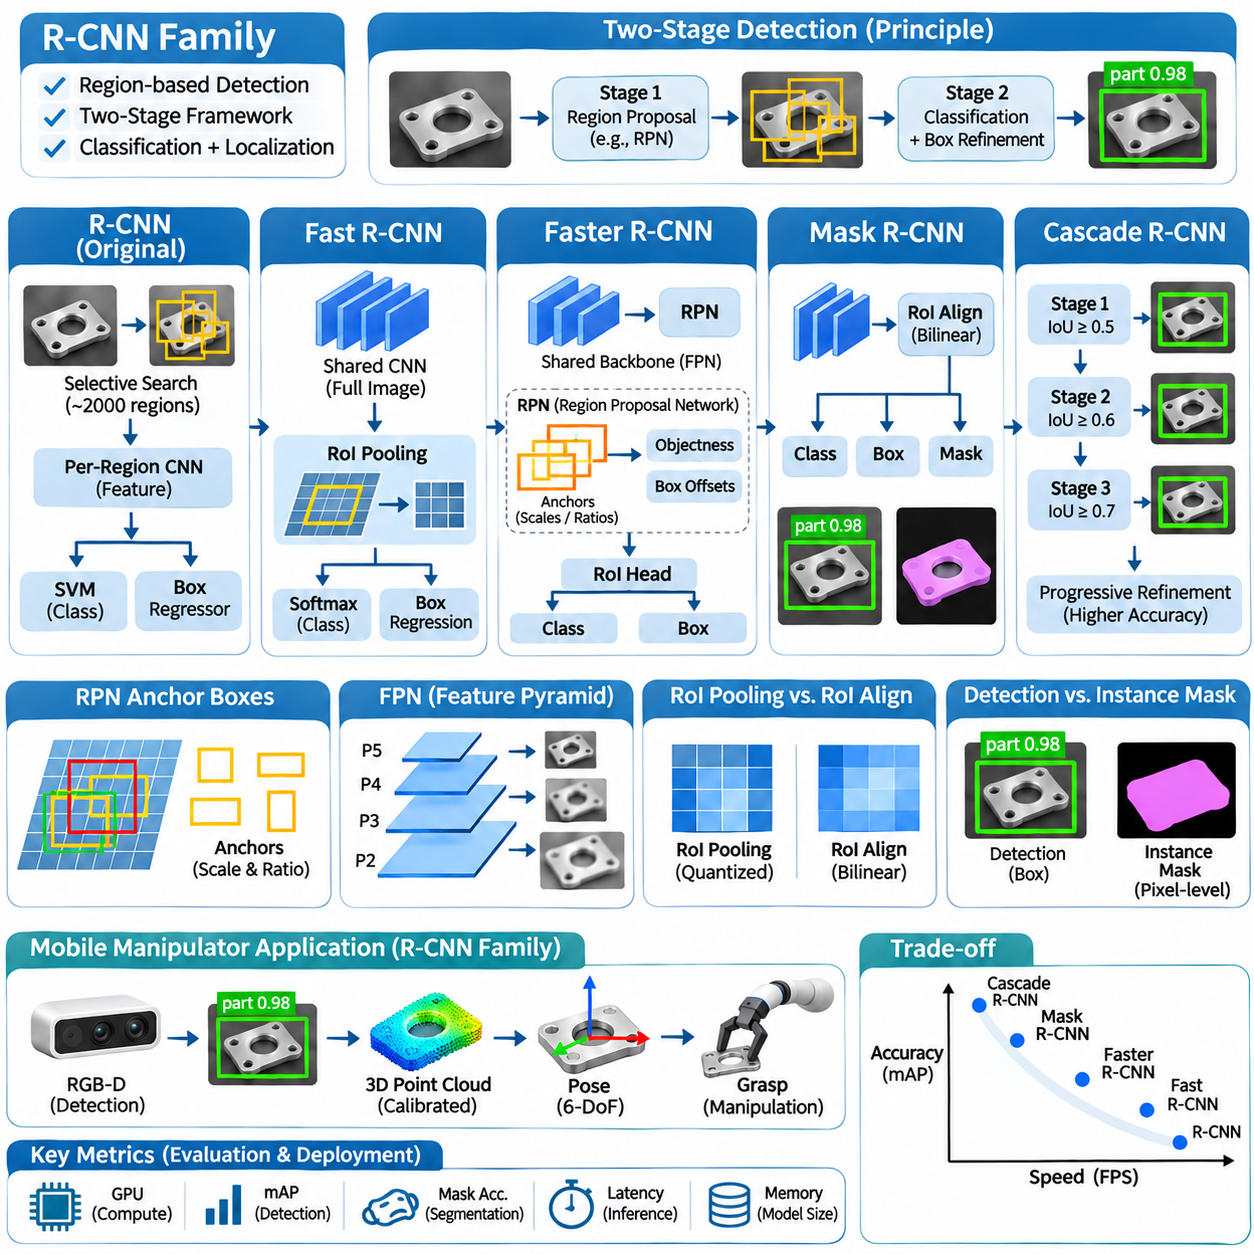 R-CNN Family
Region-based Detection
Two-Stage Framework
Classification + Localization
Two-Stage Detection (Principle)
Stage 1
Region Proposal
(e.g., RPN)
Stage 2
Classification
+ Box Refinement
part 0.98
R-CNN
(Original)
Selective Search
(~2000 regions)
Per-Region CNN
(Feature)
SVM
(Class)
Box
Regressor
Fast R-CNN
Shared CNN
(Full Image)
RoI Pooling
Softmax
(Class)
Box
Regression
Faster R-CNN
RPN
Shared Backbone (FPN)
RPN (Region Proposal Network)
Objectness
Box Offsets
Anchors
(Scales / Ratios)
RoI Head
Class
Box
Mask R-CNN
RoI Align
(Bilinear)
Class
Box
Mask
part 0.98
Cascade R-CNN
Stage 1
IoU ≥ 0.5
Stage 2
IoU ≥ 0.6
Stage 3
IoU ≥ 0.7
Progressive Refinement
(Higher Accuracy)
RPN Anchor Boxes
Anchors
(Scale & Ratio)
FPN (Feature Pyramid)
P5
P4
P3
P2
RoI Pooling vs. RoI Align
RoI Pooling
(Quantized)
RoI Align
(Bilinear)
Detection vs. Instance Mask
part 0.98
Detection
(Box)
Instance
Mask
(Pixel-level)
Mobile Manipulator Application (R-CNN Family)
RGB-D
(Detection)
part 0.98
3D Point Cloud
(Calibrated)
Pose
(6-DoF)
Grasp
(Manipulation)
Trade-off
Accuracy
(mAP)
Cascade
R-CNN
Mask
R-CNN
Faster
R-CNN
Fast
R-CNN
R-CNN
Speed (FPS)
Key Metrics (Evaluation & Deployment)
GPU
(Compute)
mAP
(Detection)
Mask Acc.
(Segmentation)
Latency
(Inference)
Memory
(Model Size)